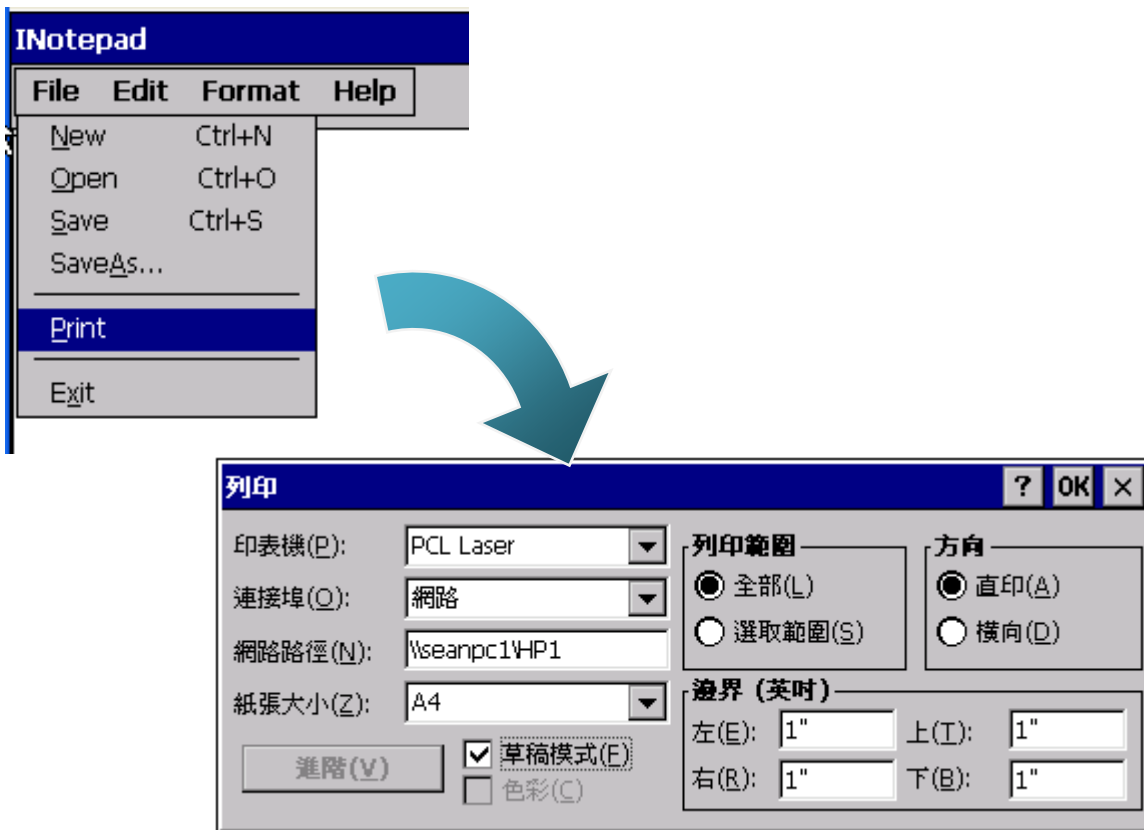 INotepad
File Edit Format Help
New Ctrl+N
Open Ctrl+O
Save Ctrl+S
SaveAs...
Print
Exit
列印 ? OK ×
印表機(P): PCL Laser
連接埠(O): 網路
網路路徑(N): \\seanpc1\HP1
紙張大小(Z): A4
進階(V)
草稿模式(F)
色彩(C)
列印範圍
全部(L)
選取範圍(S)
方向
直印(A)
橫向(D)
邊界 (英吋)
左(E): 1" 上(T): 1"
右(R): 1" 下(B): 1"